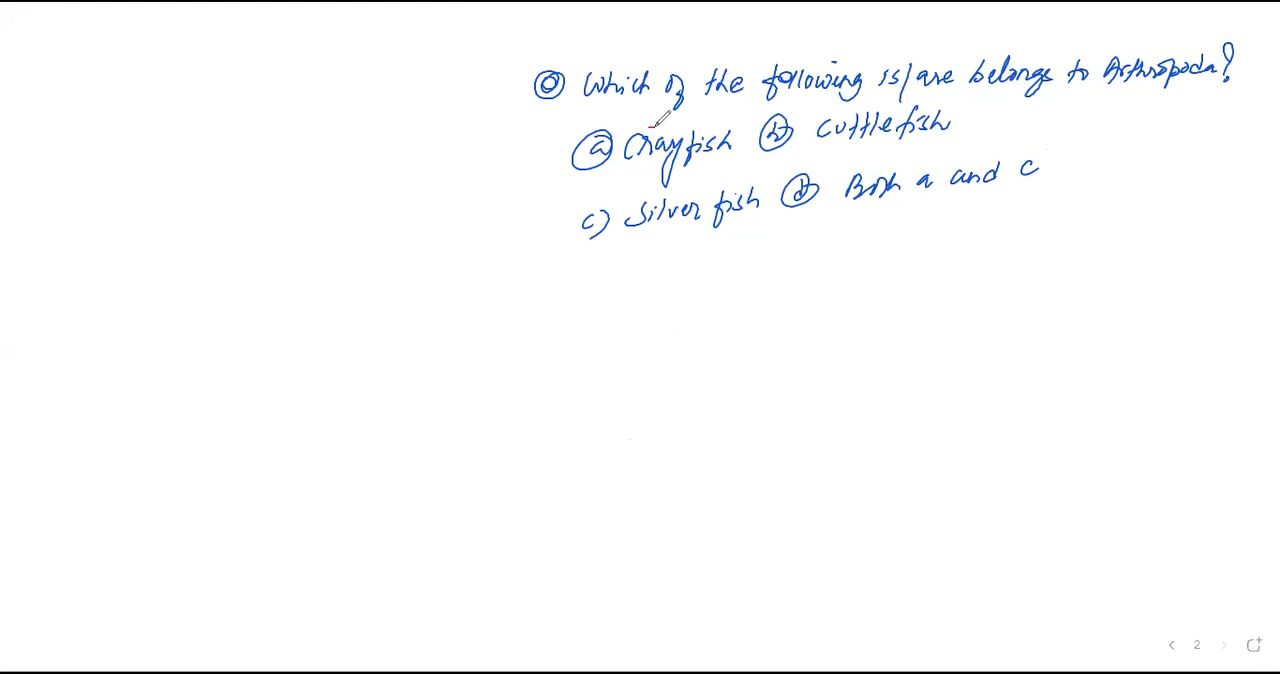 Q Which of the following is/are belongs to Arthropoda?
a Crayfish b Cuttlefish
c) Silver fish d Both a and c
2